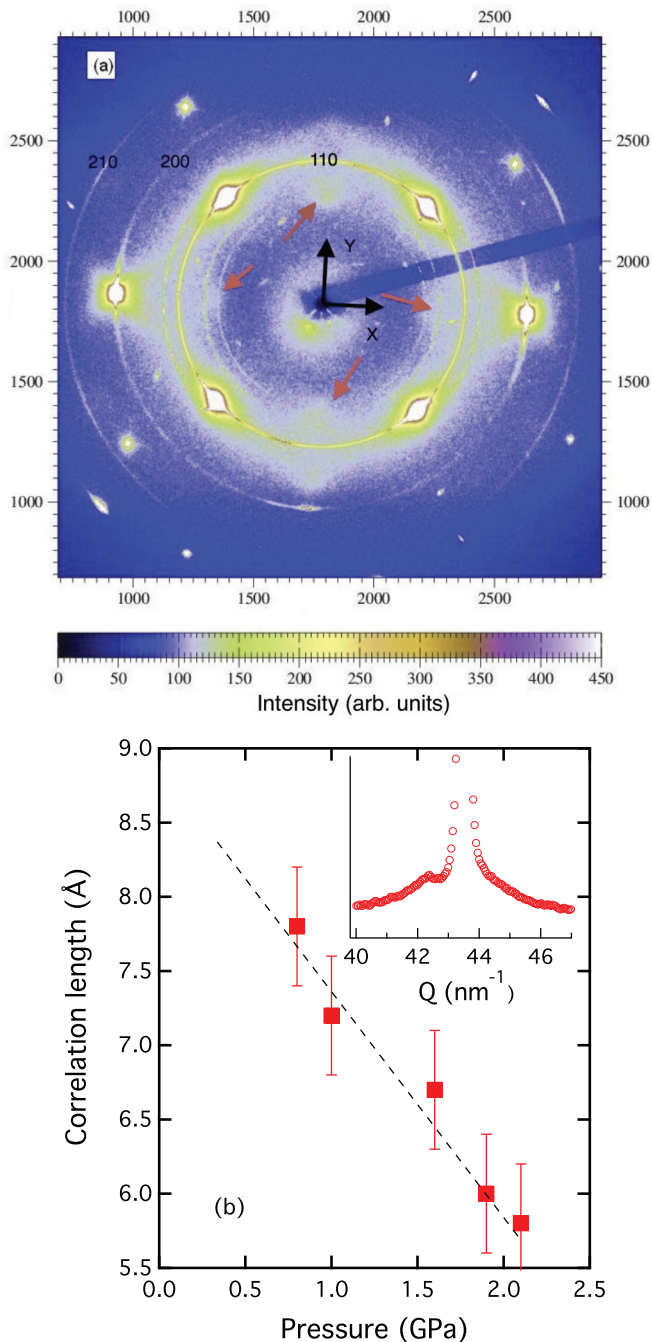 1000 1500 2000 2500
(a)
2500 2500
210 200 110
Y
2000 2000
X
1500 1500
1000 1000
1000 1500 2000 2500
0 50 100 150 200 250 300 350 400 450
Intensity (arb. units)
9.0
8.5
8.0
7.5
7.0
6.5
6.0
5.5
Correlation length (Å)
40 42 44 46
Q (nm⁻¹)
(b)
0.0 0.5 1.0 1.5 2.0 2.5
Pressure (GPa)